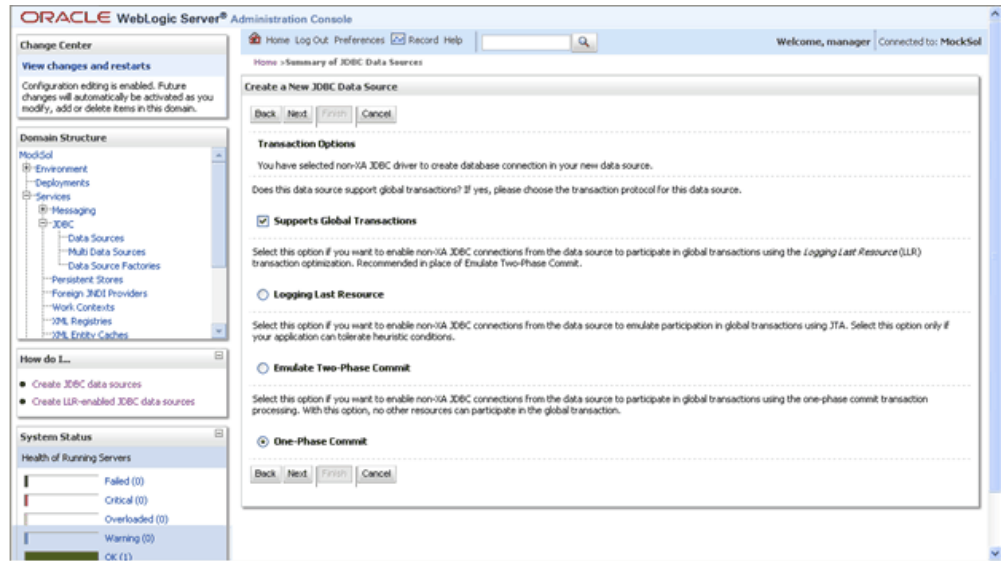 ORACLE WebLogic Server® Administration Console
Change Center
View changes and restarts
Configuration editing is enabled. Future
changes will automatically be activated as you
modify, add or delete items in this domain.
Domain Structure
MockSol
Environment
Deployments
Services
Messaging
JDBC
Data Sources
Multi Data Sources
Data Source Factories
Persistent Stores
Foreign JNDI Providers
Work Contexts
XML Registries
XML Entity Caches
How do I...
Create JDBC data sources
Create LLR-enabled JDBC data sources
System Status
Health of Running Servers
Failed (0)
Critical (0)
Overloaded (0)
Warning (0)
OK (1)
Home Log Out Preferences Record Help
Welcome, manager Connected to: MockSol
Home >Summary of JDBC Data Sources
Create a New JDBC Data Source
Back Next Finish Cancel
Transaction Options
You have selected non-XA JDBC driver to create database connection in your new data source.
Does this data source support global transactions? If yes, please choose the transaction protocol for this data source.
Supports Global Transactions
Select this option if you want to enable non-XA JDBC connections from the data source to participate in global transactions using the Logging Last Resource (LLR)
transaction optimization. Recommended in place of Emulate Two-Phase Commit.
Logging Last Resource
Select this option if you want to enable non-XA JDBC connections from the data source to emulate participation in global transactions using JTA. Select this option only if
your application can tolerate heuristic conditions.
Emulate Two-Phase Commit
Select this option if you want to enable non-XA JDBC connections from the data source to participate in global transactions using the one-phase commit transaction
processing. With this option, no other resources can participate in the global transaction.
One-Phase Commit
Back Next Finish Cancel